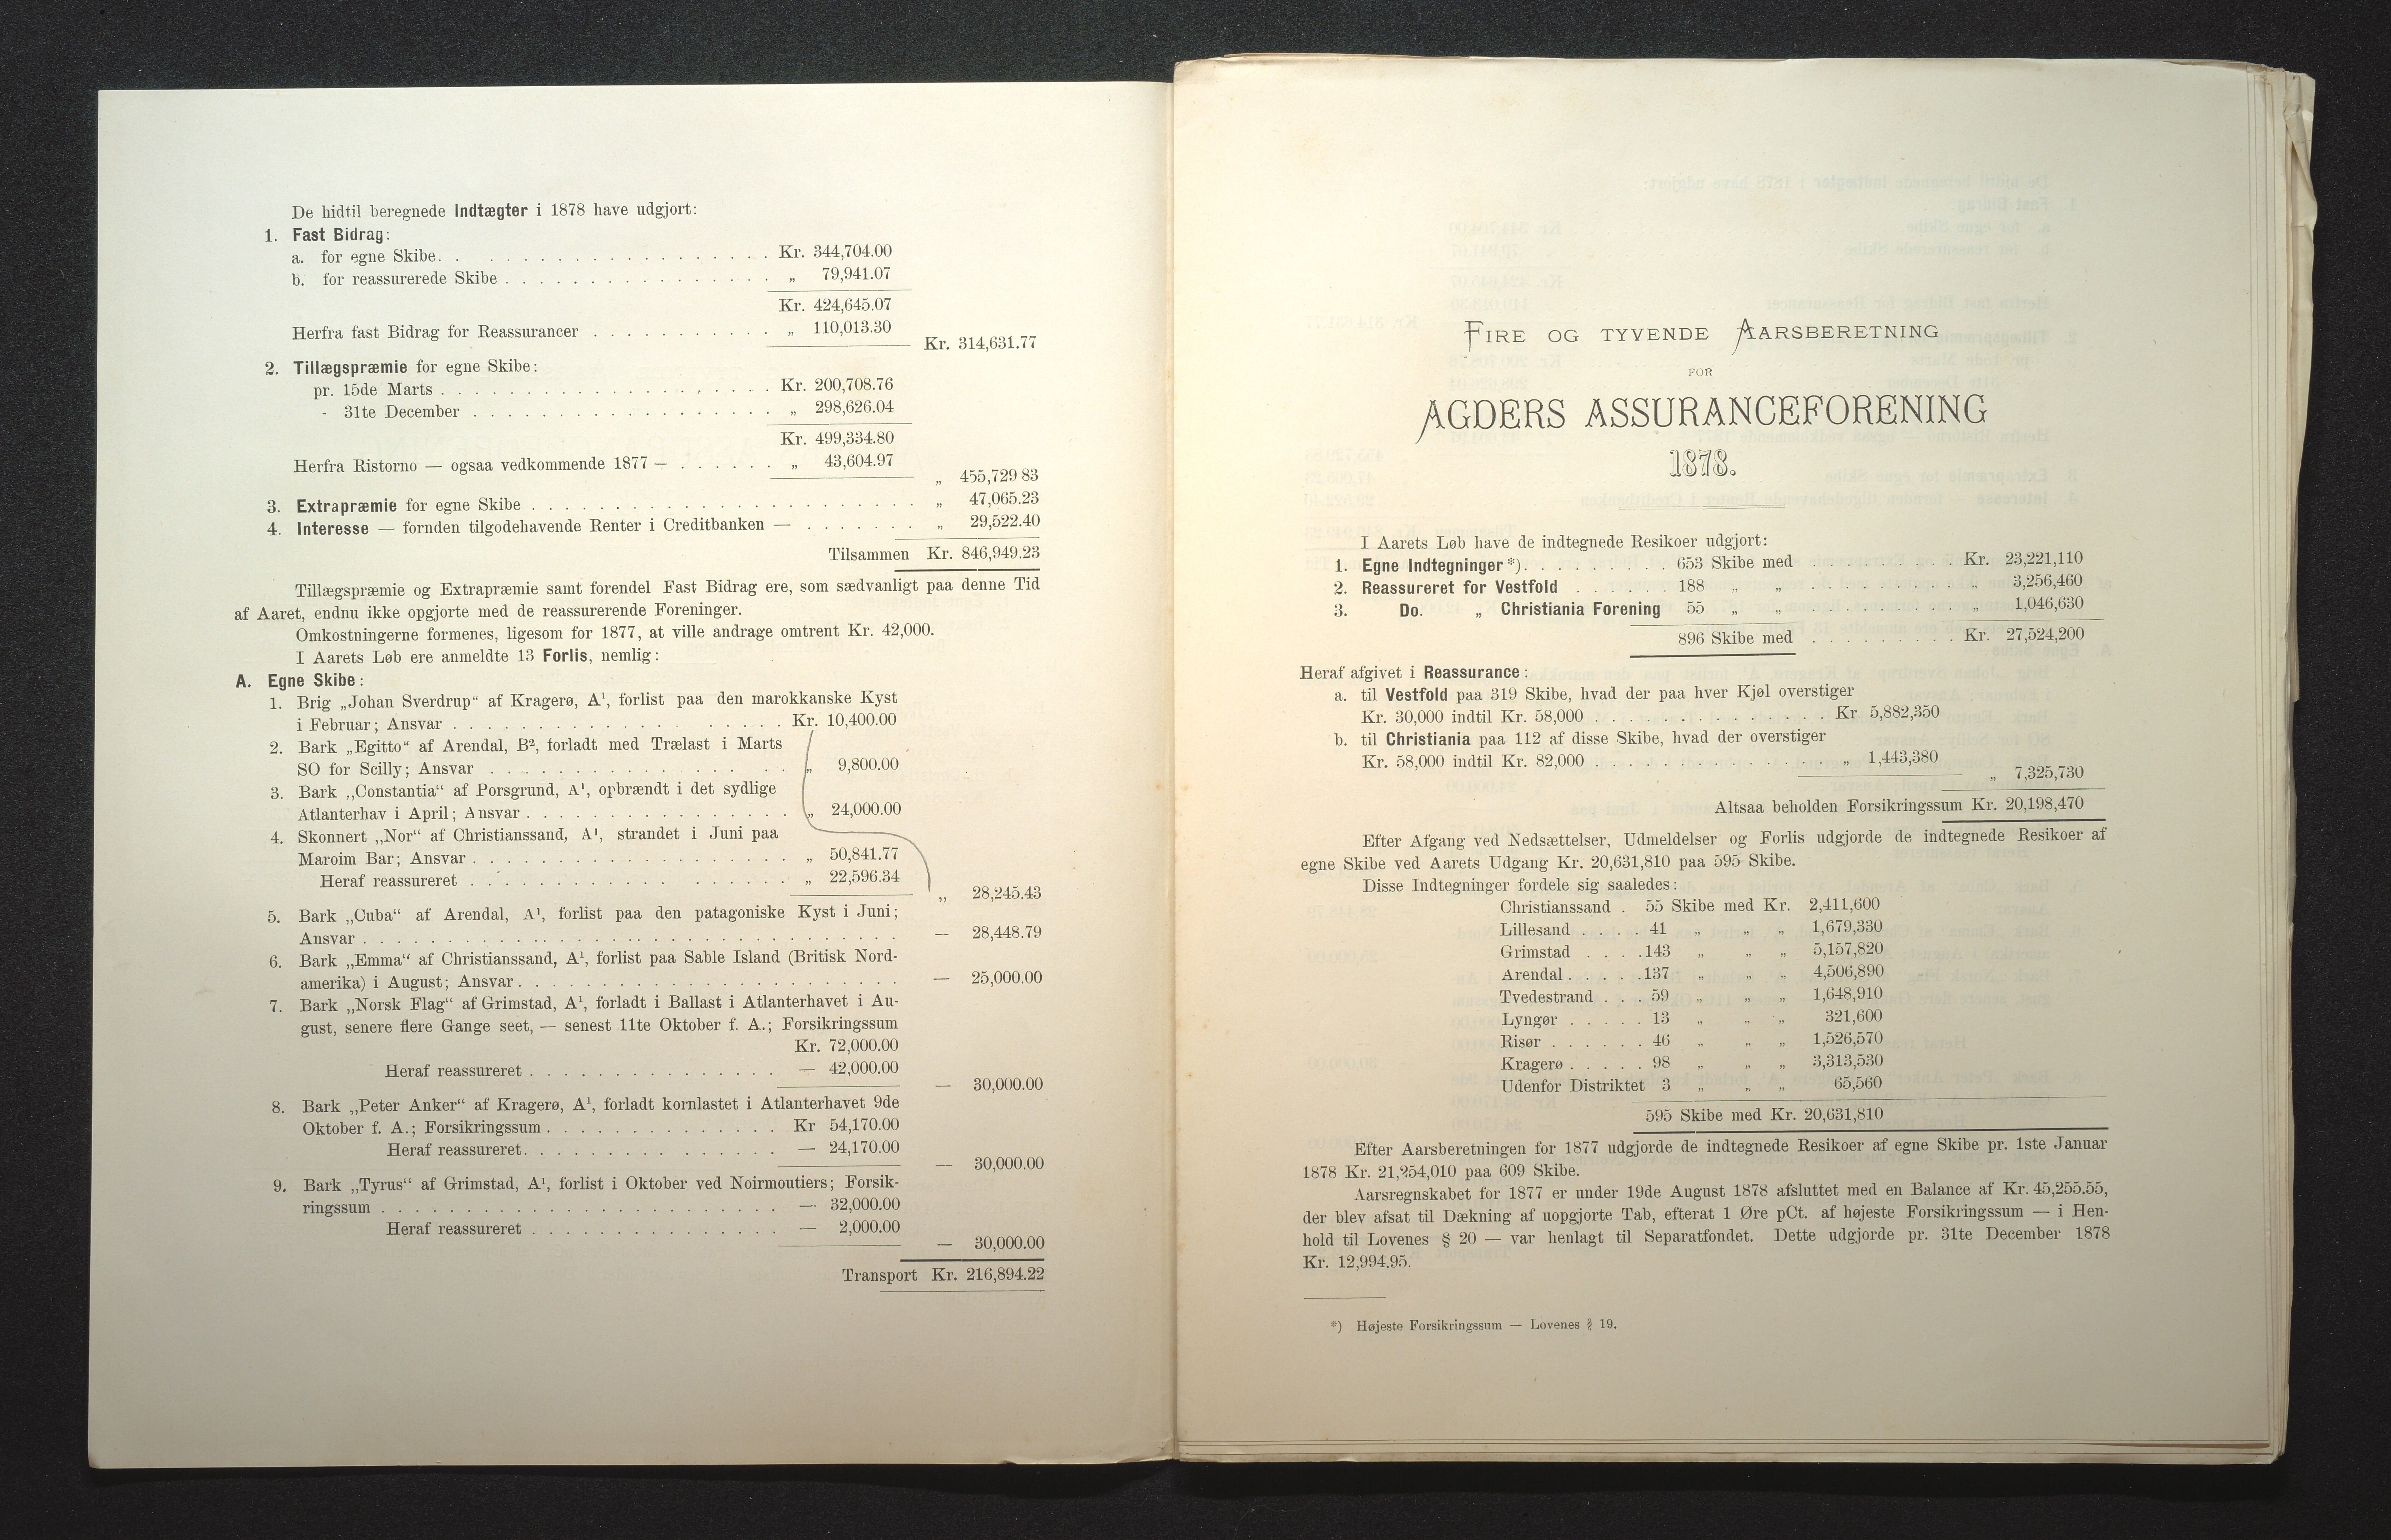 De hidtil beregnede Indtægter i 1878 have udgjort:
1. Fast Bidrag:
a. for egne Skibe. . . . . . . . . . . . . . . . . . Kr. 344,704.00
b. for reassurerede Skibe . . . . . . . . . . . . . . . . „ 79,941.07
Kr. 424,645.07
Herfra fast Bidrag for Reassurancer . . . . . . . . . . . „ 110,013.30
Kr. 314,631.77
2. Tillægspræmie for egne Skibe:
pr. 15de Marts . . . . . . . . . . . . . . . . . . . Kr. 200,708.76
- 31te December . . . . . . . . . . . . . . . . . . „ 298,626.04
Kr. 499,334.80
Herfra Ristorno — ogsaa vedkommende 1877 — . . . . . . „ 43,604.97
„ 455,729 83
3. Extrapræmie for egne Skibe . . . . . . . . . . . . . . . . . . . . . . . „ 47,065.23
4. Interesse — fornden tilgodehavende Renter i Creditbanken — . . . . . . . „ 29,522.40
Tilsammen Kr. 846,949.23
Tillægspræmie og Extrapræmie samt forendel Fast Bidrag ere, som sædvanligt paa denne Tid
af Aaret, endnu ikke opgjorte med de reassurerende Foreninger.
Omkostningerne formenes, ligesom for 1877, at ville andrage omtrent Kr. 42,000.
I Aarets Løb ere anmeldte 13 Forlis, nemlig:
A. Egne Skibe:
1. Brig „Johan Sverdrup“ af Kragerø, A¹, forlist paa den marokkanske Kyst
i Februar; Ansvar . . . . . . . . . . . . . . . . . . . Kr. 10,400.00
2. Bark „Egitto“ af Arendal, B², forladt med Trælast i Marts
SO for Scilly; Ansvar . . . . . . . . . . . . . . . . . „ 9,800.00
3. Bark „Constantia“ af Porsgrund, A¹, opbrændt i det sydlige
Atlanterhav i April; Ansvar . . . . . . . . . . . . . . . . „ 24,000.00
4. Skonnert „Nor“ af Christianssand, A¹, strandet i Juni paa
Maroim Bar; Ansvar . . . . . . . . . . . . . . . . . . . „ 50,841.77
Heraf reassureret . . . . . . . . . . . . . . . . . . „ 22,596.34
„ 28,245.43
5. Bark „Cuba“ af Arendal, A¹, forlist paa den patagoniske Kyst i Juni;
Ansvar . . . . . . . . . . . . . . . . . . . . . . . . . . . . — 28,448.79
6. Bark „Emma“ af Christianssand, A¹, forlist paa Sable Island (Britisk Nord-
amerika) i August; Ansvar . . . . . . . . . . . . . . . . . . . . . — 25,000.00
7. Bark „Norsk Flag“ af Grimstad, A¹, forladt i Ballast i Atlanterhavet i Au-
gust, senere flere Gange seet, — senest 11te Oktober f. A.; Forsikringssum
Kr. 72,000.00
Heraf reassureret . . . . . . . . . . . . . . . — 42,000.00
— 30,000.00
8. Bark „Peter Anker“ af Kragerø, A¹, forladt kornlastet i Atlanterhavet 9de
Oktober f. A.; Forsikringssum . . . . . . . . . . . . . . Kr 54,170.00
Heraf reassureret. . . . . . . . . . . . . . . . — 24,170.00
— 30,000.00
9. Bark „Tyrus“ af Grimstad, A¹, forlist i Oktober ved Noirmoutiers; Forsik-
ringssum . . . . . . . . . . . . . . . . . . . . . . . . — 32,000.00
Heraf reassureret . . . . . . . . . . . . . . . — 2,000.00
— 30,000.00
Transport Kr. 216,894.22
FIRE OG TYVENDE AARSBERETNING
FOR
AGDERS ASSURANCEFORENING
1878.
I Aarets Løb have de indtegnede Resikoer udgjort:
1. Egne Indtegninger *). . . . . . . . . 653 Skibe med . . . . . . . . . . Kr. 23,221,110
2. Reassureret for Vestfold . . . . . . 188 „ „ . . . . . . . . . . „ 3,256,460
3. Do. „ Christiania Forening 55 „ „ . . . . . . . . . . „ 1,046,630
896 Skibe med . . . . . . . . . . Kr. 27,524,200
Heraf afgivet i Reassurance:
a. til Vestfold paa 319 Skibe, hvad der paa hver Kjøl overstiger
Kr. 30,000 indtil Kr. 58,000 . . . . . . . . . . . . . . Kr 5,882,350
b. til Christiania paa 112 af disse Skibe, hvad der overstiger
Kr. 58,000 indtil Kr. 82,000 . . . . . . . . . . . . . . „ 1,443,380
„ 7,325,730
Altsaa beholden Forsikringssum Kr. 20,198,470
Efter Afgang ved Nedsættelser, Udmeldelser og Forlis udgjorde de indtegnede Resikoer af
egne Skibe ved Aarets Udgang Kr. 20,631,810 paa 595 Skibe.
Disse Indtegninger fordele sig saaledes:
Christianssand . 55 Skibe med Kr. 2,411,600
Lillesand . . . . 41 „ „ „ 1,679,330
Grimstad . . . . 143 „ „ „ 5,157,820
Arendal . . . . . 137 „ „ „ 4,506,890
Tvedestrand . . . 59 „ „ „ 1,648,910
Lyngør . . . . . 13 „ „ „ 321,600
Risør . . . . . . 46 „ „ „ 1,526,570
Kragerø . . . . . 98 „ „ „ 3,313,530
Udenfor Distriktet 3 „ „ „ 65,560
595 Skibe med Kr. 20,631,810
Efter Aarsberetningen for 1877 udgjorde de indtegnede Resikoer af egne Skibe pr. 1ste Januar
1878 Kr. 21,254,010 paa 609 Skibe.
Aarsregnskabet for 1877 er under 19de August 1878 afsluttet med en Balance af Kr. 45,255.55,
der blev afsat til Dækning af uopgjorte Tab, efterat 1 Øre pCt. af højeste Forsikringssum — i Hen-
hold til Lovenes § 20 — var henlagt til Separatfondet. Dette udgjorde pr. 31te December 1878
Kr. 12,994.95.
*) Højeste Forsikringssum — Lovenes § 19.